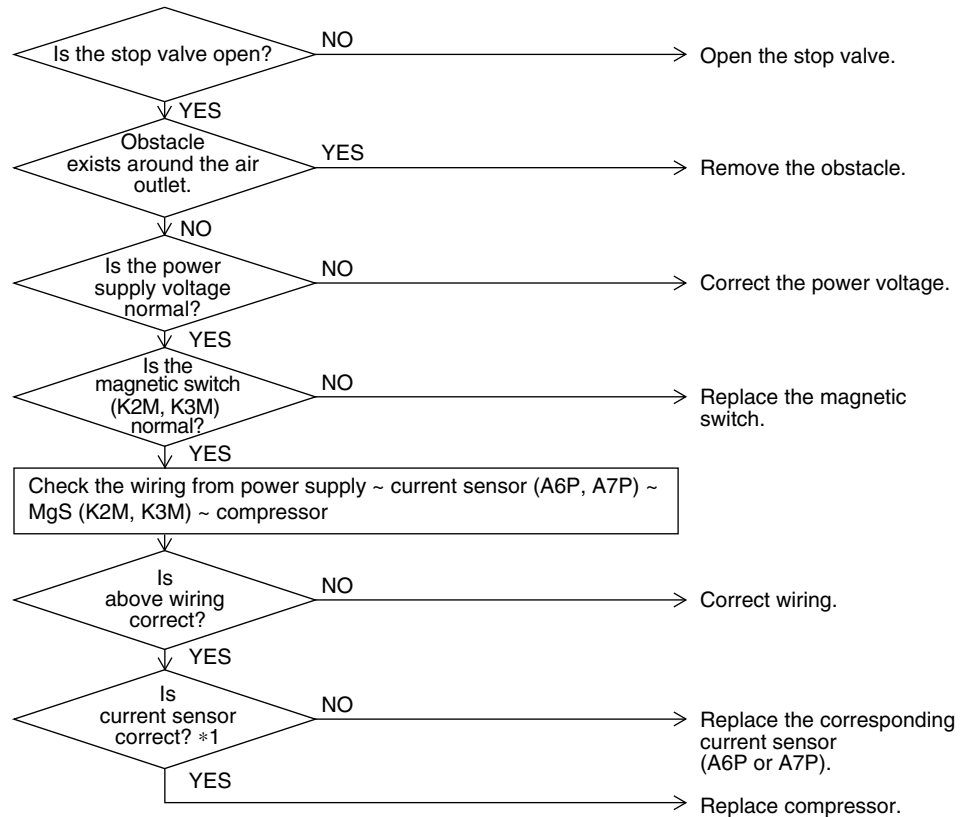 Is the stop valve open?
NO
Open the stop valve.
YES
Obstacle
exists around the air
outlet.
YES
Remove the obstacle.
NO
Is the power
supply voltage
normal?
NO
Correct the power voltage.
YES
Is the
magnetic switch
(K2M, K3M)
normal?
NO
Replace the magnetic
switch.
YES
Check the wiring from power supply ~ current sensor (A6P, A7P) ~
MgS (K2M, K3M) ~ compressor
Is
above wiring
correct?
NO
Correct wiring.
YES
Is
current sensor
correct? *1
NO
Replace the corresponding
current sensor
(A6P or A7P).
YES
Replace compressor.